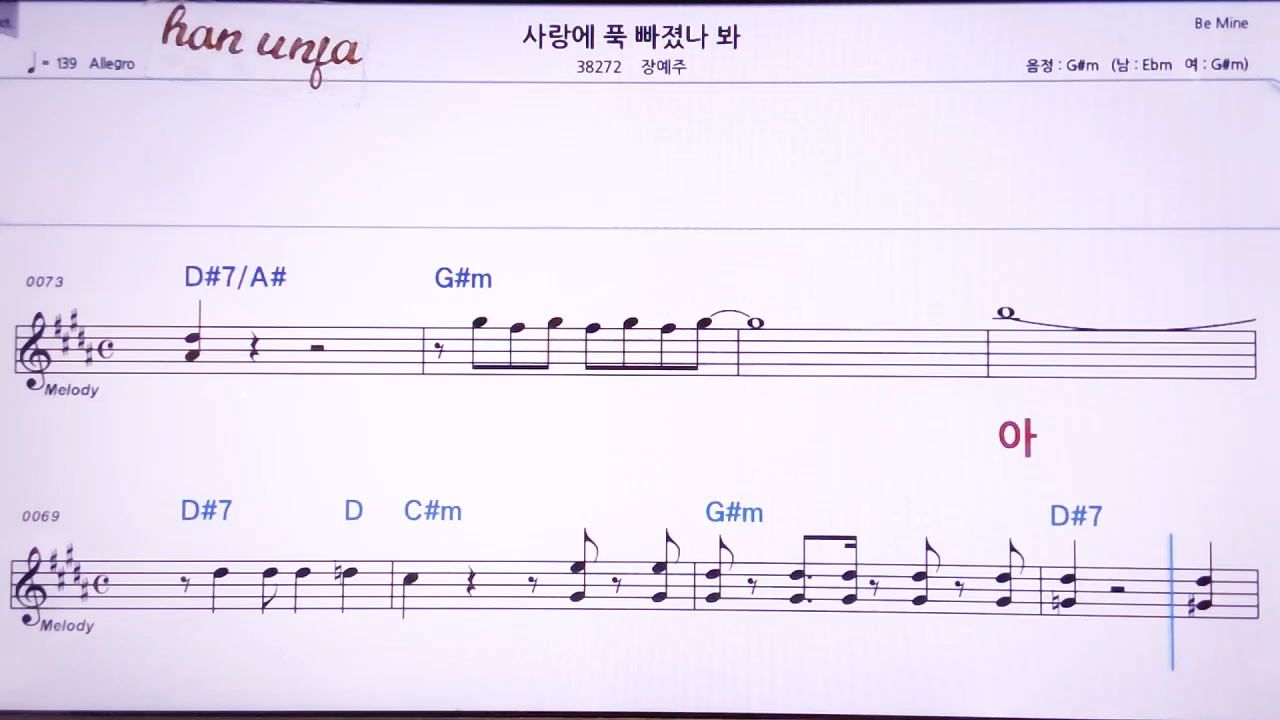 han unja
사랑에 푹 빠졌나 봐
Be Mine
♩ = 139 Allegro
38272 장예주
음정 : G#m (남 : Ebm 여 : G#m)
0073 D#7/A# G#m
Melody
아
0069 D#7 D C#m G#m D#7
Melody